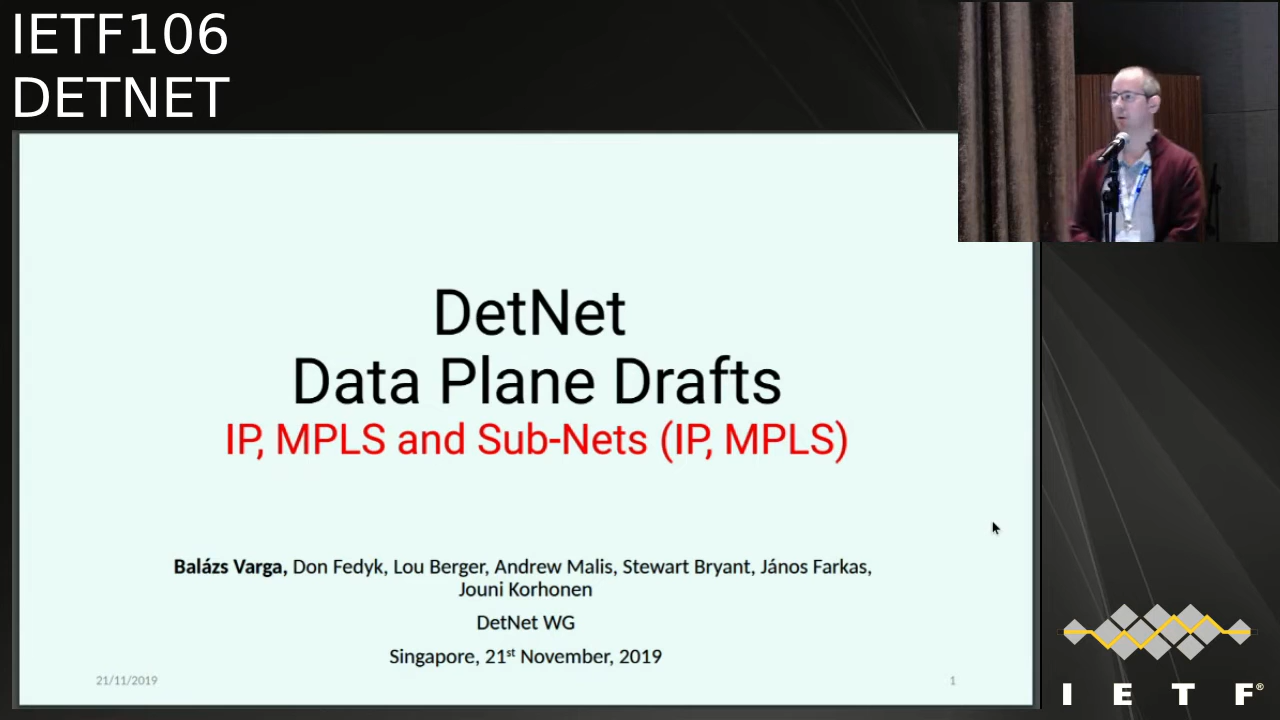 IETF106
DETNET
DetNet
Data Plane Drafts
IP, MPLS and Sub-Nets (IP, MPLS)
Balázs Varga, Don Fedyk, Lou Berger, Andrew Malis, Stewart Bryant, János Farkas,
Jouni Korhonen
DetNet WG
Singapore, 21st November, 2019
21/11/2019
1
I E T F®